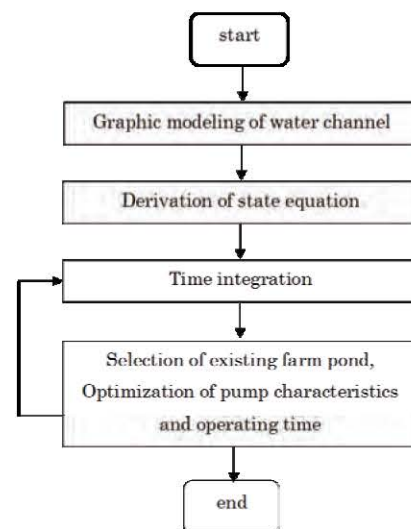 start
Graphic modeling of water channel
Derivation of state equation
Time integration
Selection of existing farm pond,
Optimization of pump characteristics
and operating time
end